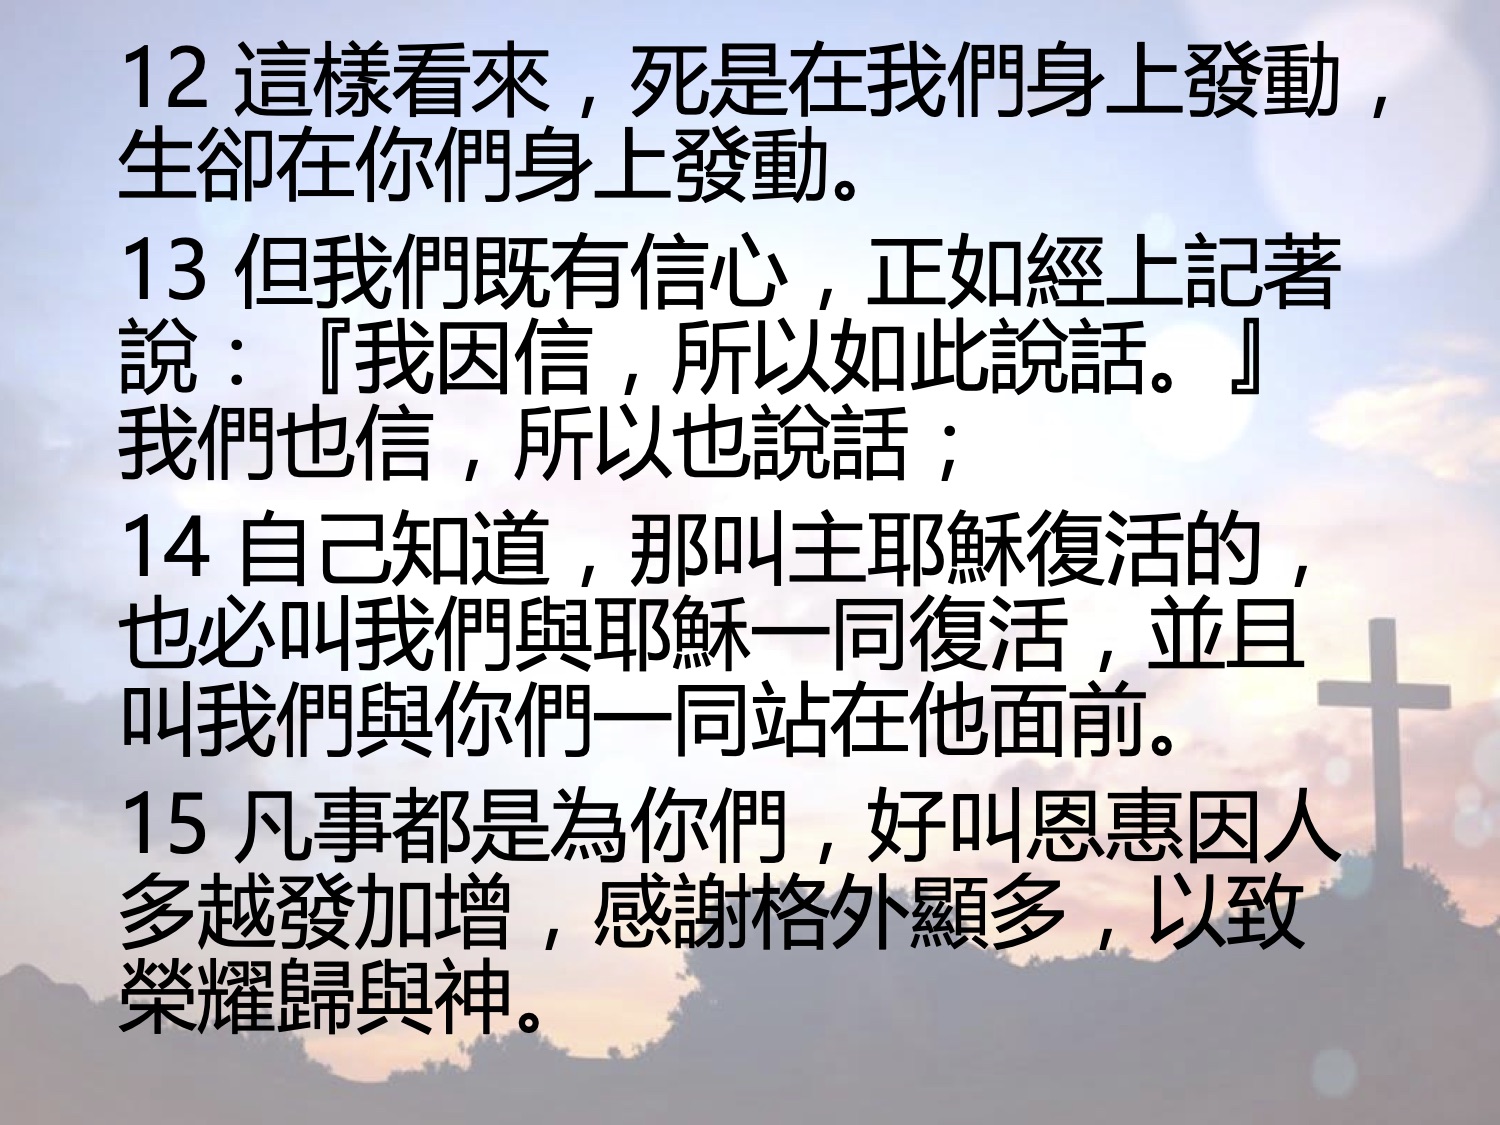 12 這樣看來，死是在我們身上發動，
生卻在你們身上發動。
13 但我們既有信心，正如經上記著
說：『我因信，所以如此說話。』
我們也信，所以也說話；
14 自己知道，那叫主耶穌復活的，
也必叫我們與耶穌一同復活，並且
叫我們與你們一同站在他面前。
15 凡事都是為你們，好叫恩惠因人
多越發加增，感謝格外顯多，以致
榮耀歸與神。